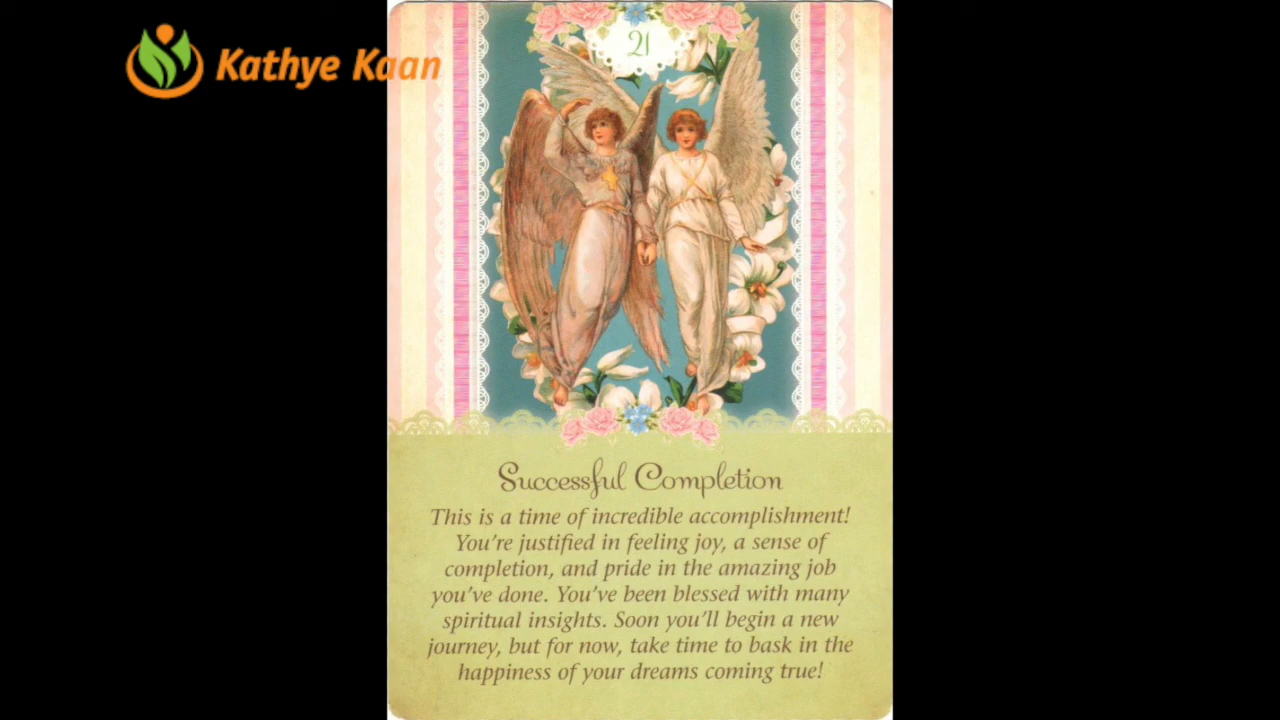 Kathye Kaan
21
Successful Completion
This is a time of incredible accomplishment!
You're justified in feeling joy, a sense of
completion, and pride in the amazing job
you've done. You've been blessed with many
spiritual insights. Soon you'll begin a new
journey, but for now, take time to bask in the
happiness of your dreams coming true!